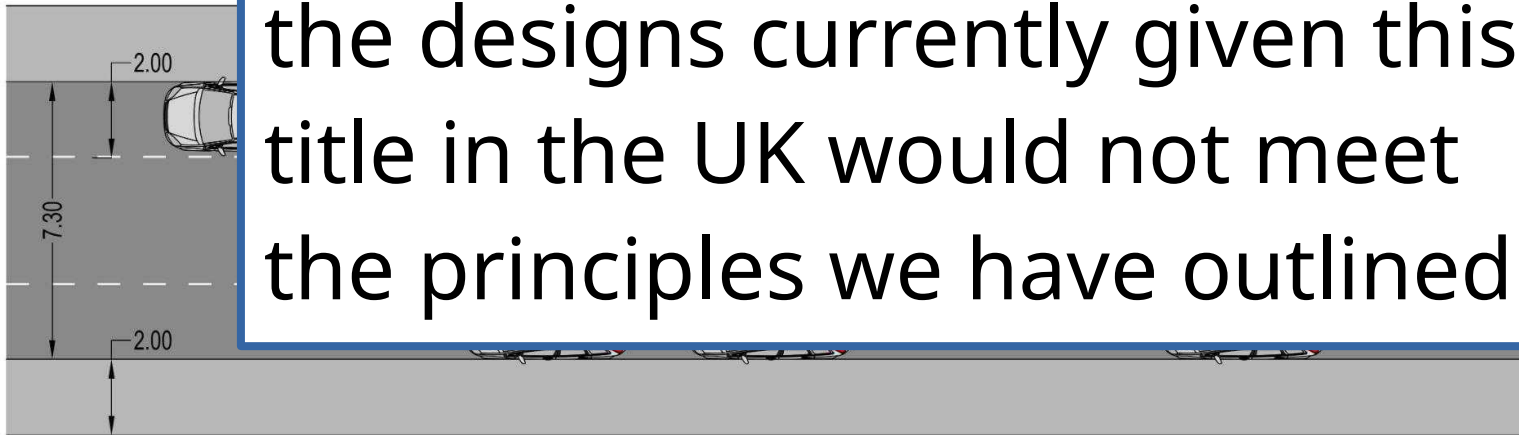 the designs currently given this
title in the UK would not meet
the principles we have outlined
2.00
7.30
2.00